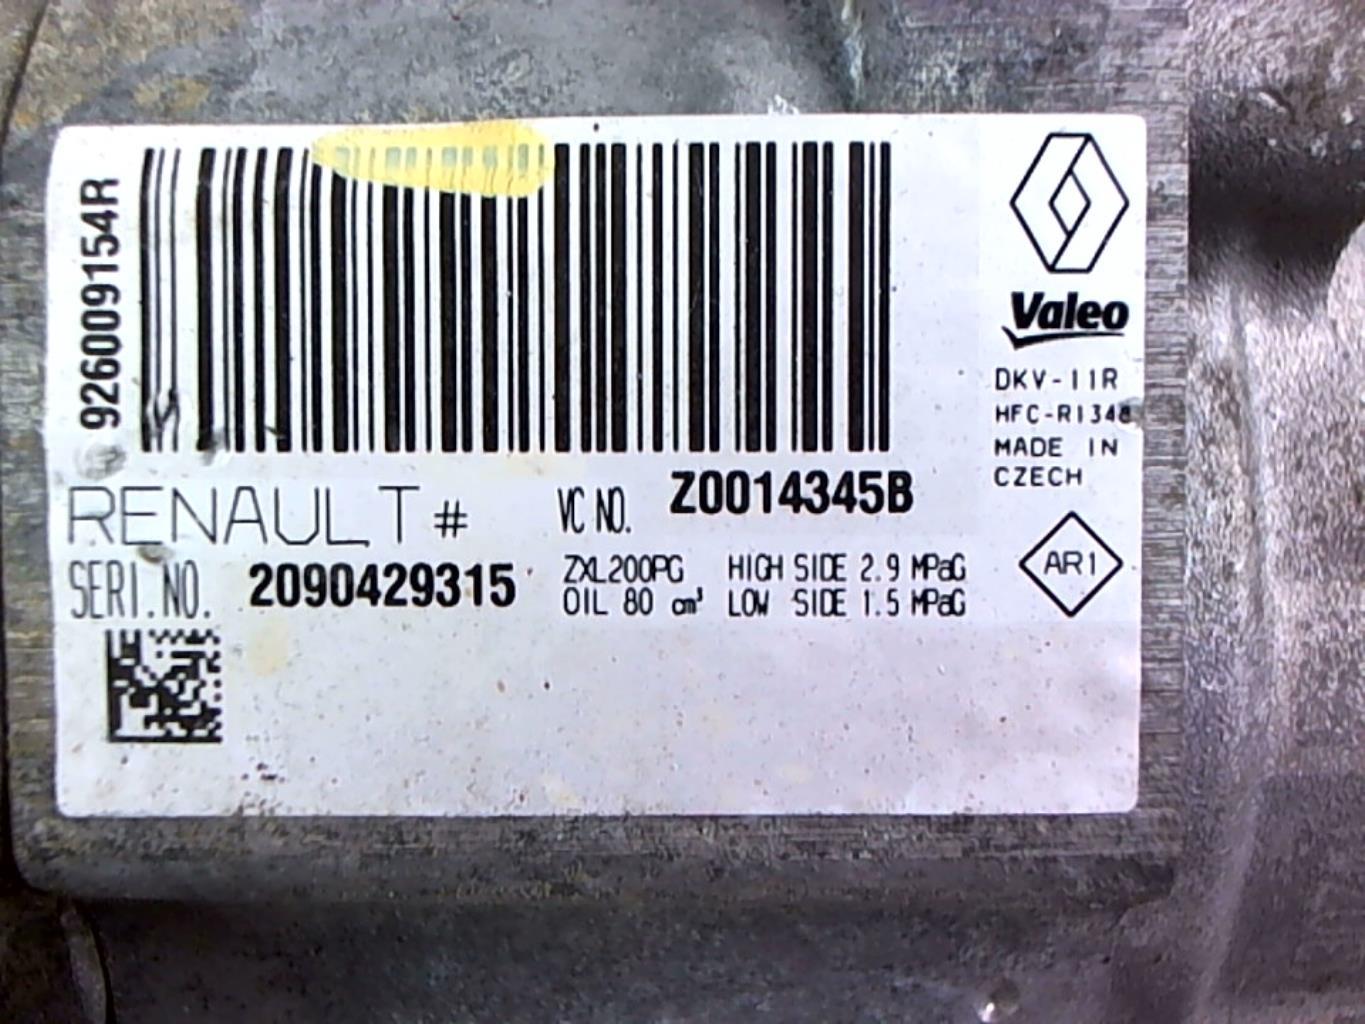 926009154R
Valeo
DKV-11R
HFC-R134a
MADE IN
CZECH
RENAULT # VC NO. Z0014345B
SERI.NO. 2090429315
ZXL200PG HIGH SIDE 2.9 MPaG
OIL 80 cm³ LOW SIDE 1.5 MPaG
AR1